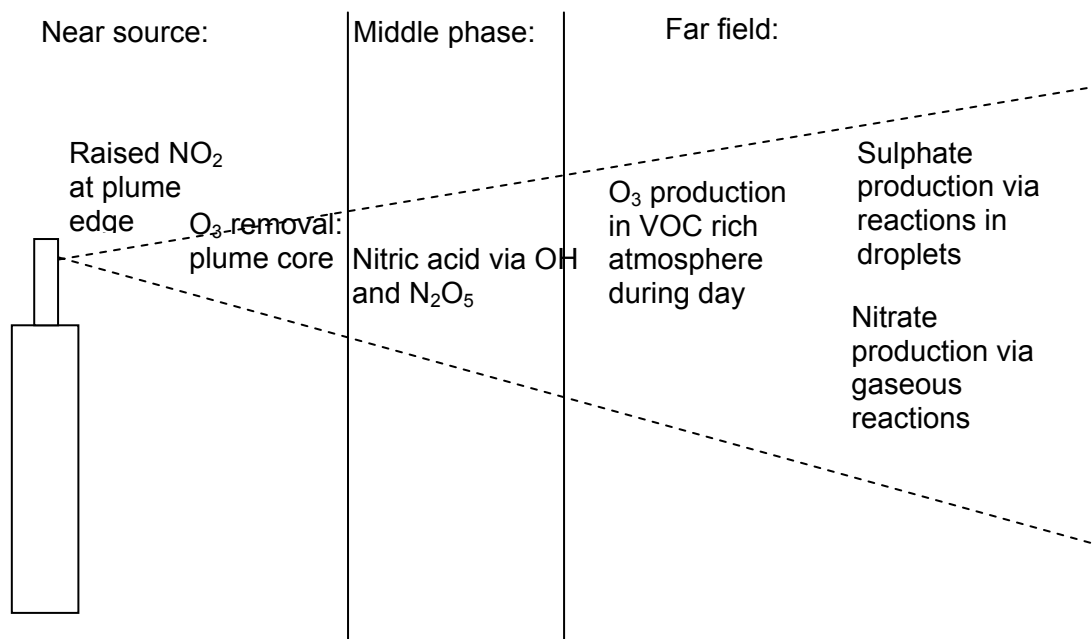 Near source:
Middle phase:
Far field:
Raised NO₂
at plume
edge
O₃ removal:
plume core
Nitric acid via OH
and N₂O₅
O₃ production
in VOC rich
atmosphere
during day
Sulphate
production via
reactions in
droplets
Nitrate
production via
gaseous
reactions